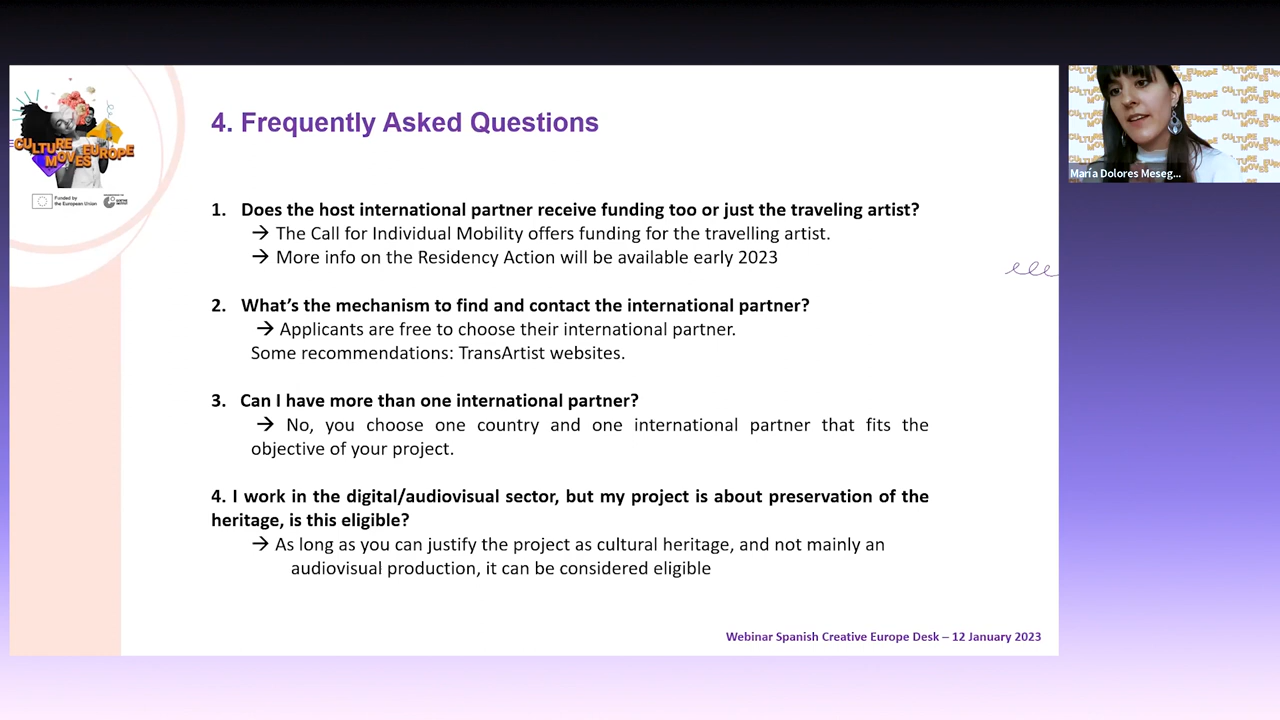 4. Frequently Asked Questions
CULTURE
MOVES EUROPE
Funded by
the European Union
1. Does the host international partner receive funding too or just the traveling artist?
→ The Call for Individual Mobility offers funding for the travelling artist.
→ More info on the Residency Action will be available early 2023
2. What’s the mechanism to find and contact the international partner?
→ Applicants are free to choose their international partner.
Some recommendations: TransArtist websites.
3. Can I have more than one international partner?
→ No, you choose one country and one international partner that fits the
objective of your project.
4. I work in the digital/audiovisual sector, but my project is about preservation of the
heritage, is this eligible?
→ As long as you can justify the project as cultural heritage, and not mainly an
audiovisual production, it can be considered eligible
Webinar Spanish Creative Europe Desk – 12 January 2023
María Dolores Meseg...